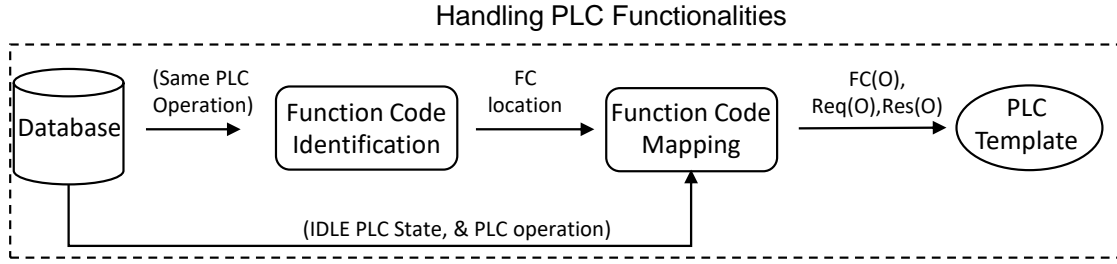 Handling PLC Functionalities
Database
(Same PLC
Operation)
Function Code
Identification
FC
location
Function Code
Mapping
FC(O),
Req(O),Res(O)
PLC
Template
(IDLE PLC State, & PLC operation)